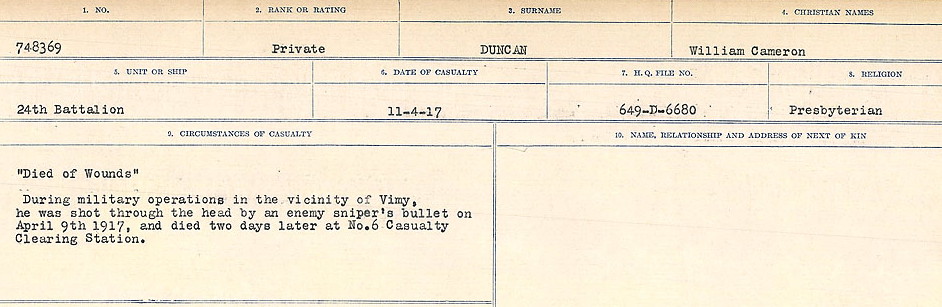 1. NO. 2. RANK OR RATING 3. SURNAME 4. CHRISTIAN NAMES
748369 Private DUNCAN William Cameron
5. UNIT OR SHIP 6. DATE OF CASUALTY 7. H.Q. FILE NO. 8. RELIGION
24th Battalion 11-4-17 649-D-6680 Presbyterian
9. CIRCUMSTANCES OF CASUALTY 10. NAME, RELATIONSHIP AND ADDRESS OF NEXT OF KIN
"Died of Wounds"
During military operations in the vicinity of Vimy,
he was shot through the head by an enemy sniper's bullet on
April 9th 1917, and died two days later at No.6 Casualty
Clearing Station.